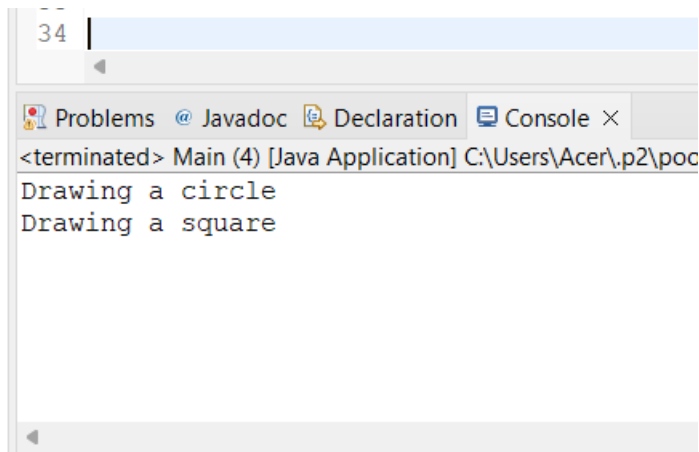 34
Problems @ Javadoc Declaration Console
<terminated> Main (4) [Java Application] C:\Users\Acer\.p2\poo
Drawing a circle
Drawing a square